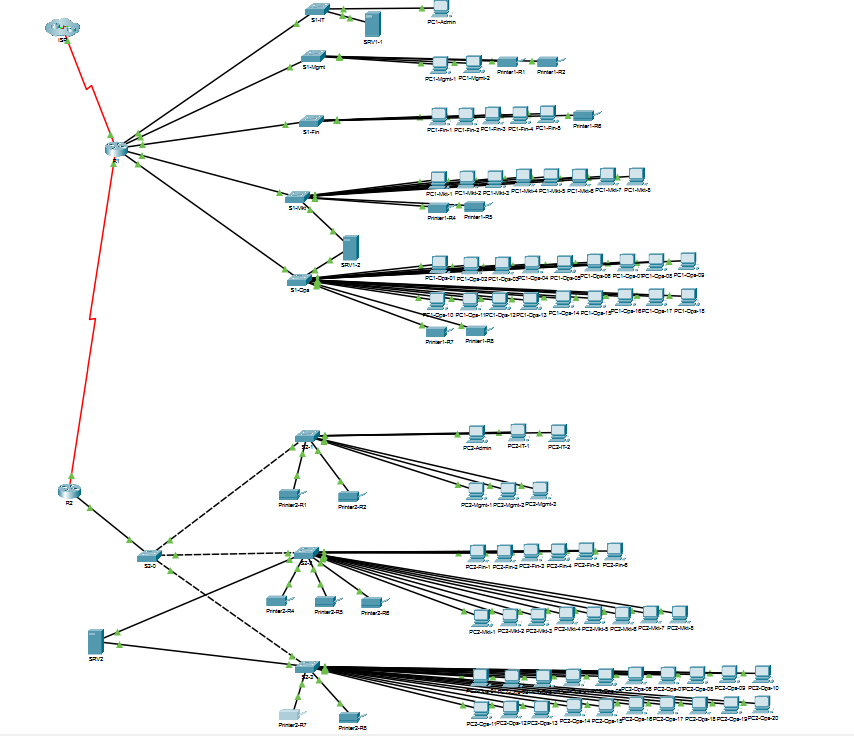 ISP
S1-IT
PC1-Admin
SRV1-1
S1-Mgmt
PC1-Mgmt-1 PC1-Mgmt-2 Printer1-R1 Printer1-R2
S1-Fin
PC1-Fin-1 PC1-Fin-2 PC1-Fin-3 PC1-Fin-4 PC1-Fin-5 Printer1-R6
R1
S1-Mkt
PC1-Mkt-1 PC1-Mkt-2 PC1-Mkt-3 PC1-Mkt-4 PC1-Mkt-5 PC1-Mkt-6 PC1-Mkt-7 PC1-Mkt-8
Printer1-R4 Printer1-R5
SRV1-2
S1-Ops
PC1-Ops-01 PC1-Ops-02 PC1-Ops-03 PC1-Ops-04 PC1-Ops-05 PC1-Ops-06 PC1-Ops-07 PC1-Ops-08 PC1-Ops-09
PC1-Ops-10 PC1-Ops-11 PC1-Ops-12 PC1-Ops-13 PC1-Ops-14 PC1-Ops-15 PC1-Ops-16 PC1-Ops-17 PC1-Ops-18
Printer1-R7 Printer1-R8
S2-1
PC2-Admin PC2-IT-1 PC2-IT-2
Printer2-R1 Printer2-R2
PC2-Mgmt-1 PC2-Mgmt-2 PC2-Mgmt-3
R2
S2-0
PC2-Fin-1 PC2-Fin-2 PC2-Fin-3 PC2-Fin-4 PC2-Fin-5 PC2-Fin-6
Printer2-R4 Printer2-R5 Printer2-R6
PC2-Mkt-1 PC2-Mkt-2 PC2-Mkt-3 PC2-Mkt-4 PC2-Mkt-5 PC2-Mkt-6 PC2-Mkt-7 PC2-Mkt-8
SRV2
PC2-Ops-06 PC2-Ops-07 PC2-Ops-08 PC2-Ops-09 PC2-Ops-10
Printer2-R7 Printer2-R8
PC2-Ops-11 PC2-Ops-12 PC2-Ops-13 PC2-Ops-14 PC2-Ops-15 PC2-Ops-16 PC2-Ops-17 PC2-Ops-18 PC2-Ops-19 PC2-Ops-20